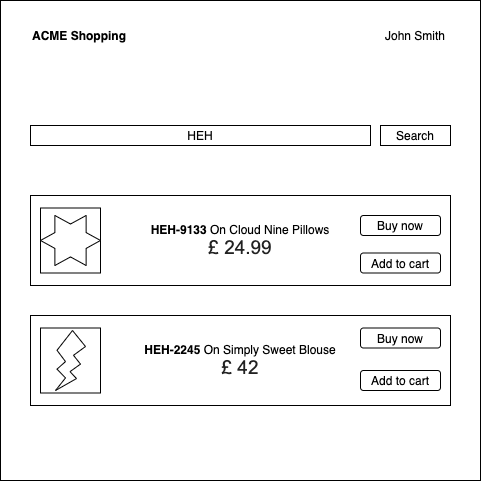 ACME Shopping John Smith
HEH Search
HEH-9133 On Cloud Nine Pillows
£ 24.99
Buy now
Add to cart
HEH-2245 On Simply Sweet Blouse
£ 42
Buy now
Add to cart